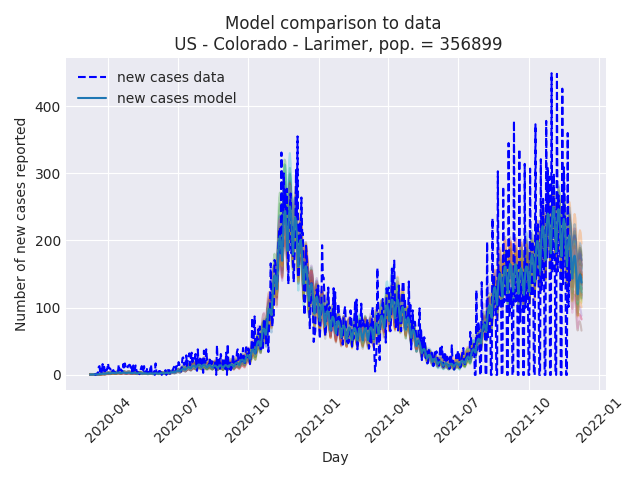 Model comparison to data
US - Colorado - Larimer, pop. = 356899
new cases data
new cases model
Number of new cases reported
400
300
200
100
0
2020-04
2020-07
2020-10
2021-01
2021-04
2021-07
2021-10
2022-01
Day